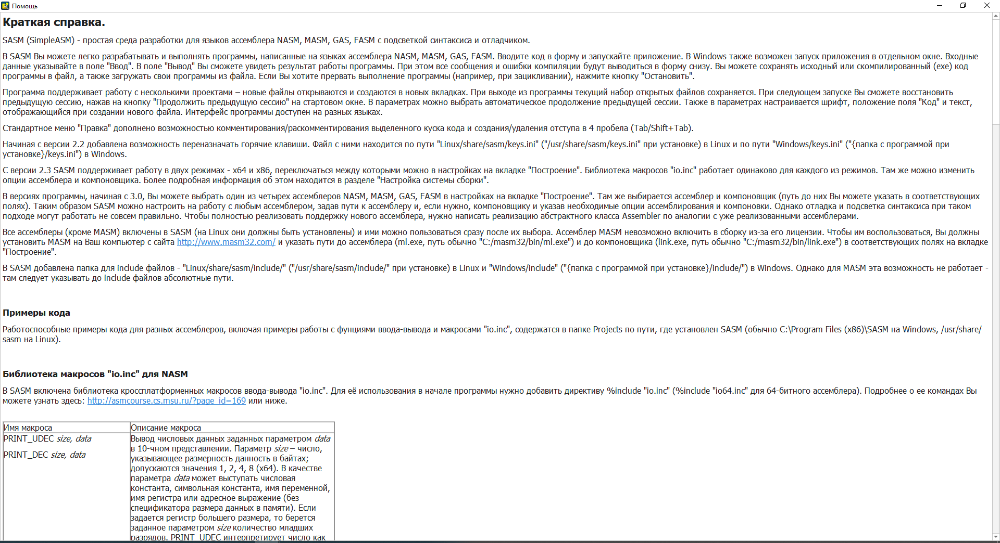 Помощь
Краткая справка.
SASM (SimpleASM) - простая среда разработки для языков ассемблера NASM, MASM, GAS, FASM с подсветкой синтаксиса и отладчиком.
В SASM Вы можете легко разрабатывать и выполнять программы, написанные на языках ассемблера NASM, MASM, GAS, FASM. Вводите код в форму и запускайте приложение. В Windows также возможен запуск приложения в отдельном окне. Входные
данные указывайте в поле "Ввод". В поле "Вывод" Вы сможете увидеть результат работы программы. При этом все сообщения и ошибки компиляции будут выводиться в форму снизу. Вы можете сохранять исходный или скомпилированный (exe) код
программы в файл, а также загружать свои программы из файла. Если Вы хотите прервать выполнение программы (например, при зацикливании), нажмите кнопку "Остановить".
Программа поддерживает работу с несколькими проектами – новые файлы открываются и создаются в новых вкладках. При выходе из программы текущий набор открытых файлов сохраняется. При следующем запуске Вы сможете восстановить
предыдущую сессию, нажав на кнопку "Продолжить предыдущую сессию" на стартовом окне. В параметрах можно выбрать автоматическое продолжение предыдущей сессии. Также в параметрах настраивается шрифт, положение поля "Код" и текст,
отображающийся при создании нового файла. Интерфейс программы доступен на разных языках.
Стандартное меню "Правка" дополнено возможностью комментирования/раскомментирования выделенного куска кода и создания/удаления отступа в 4 пробела (Tab/Shift+Tab).
Начиная с версии 2.2 добавлена возможность переназначать горячие клавиши. Файл с ними находится по пути "Linux/share/sasm/keys.ini" ("/usr/share/sasm/keys.ini" при установке) в Linux и по пути "Windows/keys.ini" ("{папка с программой при
установке}/keys.ini") в Windows.
С версии 2.3 SASM поддерживает работу в двух режимах - x64 и x86, переключаться между которыми можно в настройках на вкладке "Построение". Библиотека макросов "io.inc" работает одинаково для каждого из режимов. Там же можно изменить
опции ассемблера и компоновщика. Более подробная информация об этом находится в разделе "Настройка системы сборки".
В версиях программы, начиная с 3.0, Вы можете выбрать один из четырех ассемблеров NASM, MASM, GAS, FASM в настройках на вкладке "Построение". Там же выбирается ассемблер и компоновщик (путь до них Вы можете указать в соответствующих
полях). Таким образом SASM можно настроить на работу с любым ассемблером, задав пути к ассемблеру и, если нужно, компоновщику и указав необходимые опции ассемблирования и компоновки. Однако отладка и подсветка синтаксиса при таком
подходе могут работать не совсем правильно. Чтобы полностью реализовать поддержку нового ассемблера, нужно написать реализацию абстрактного класса Assembler по аналогии с уже реализованными ассемблерами.
Все ассемблеры (кроме MASM) включены в SASM (на Linux они должны быть установлены) и ими можно пользоваться сразу после их выбора. Ассемблер MASM невозможно включить в сборку из-за его лицензии. Чтобы им воспользоваться, Вы должны
установить MASM на Ваш компьютер с сайта http://www.masm32.com/ и указать пути до ассемблера (ml.exe, путь обычно "C:/masm32/bin/ml.exe") и до компоновщика (link.exe, путь обычно "C:/masm32/bin/link.exe") в соответствующих полях на вкладке
"Построение".
В SASM добавлена папка для include файлов - "Linux/share/sasm/include/" ("/usr/share/sasm/include/" при установке) в Linux и "Windows/include" ("{папка с программой при установке}/include/") в Windows. Однако для MASM эта возможность не работает -
там следует указывать до include файлов абсолютные пути.
Примеры кода
Работоспособные примеры кода для разных ассемблеров, включая примеры работы с фунциями ввода-вывода и макросами "io.inc", содержатся в папке Projects по пути, где установлен SASM (обычно C:\Program Files (x86)\SASM на Windows, /usr/share/
sasm на Linux).
Библиотека макросов "io.inc" для NASM
В SASM включена библиотека кроссплатформенных макросов ввода-вывода "io.inc". Для её использования в начале программы нужно добавить директиву %include "io.inc" (%include "io64.inc" для 64-битного ассемблера). Подробнее о ее командах Вы
можете узнать здесь: http://asmcourse.cs.msu.ru/?page_id=169 или ниже.
Имя макроса
Описание макроса
PRINT_UDEC size, data
PRINT_DEC size, data
Вывод числовых данных заданных параметром data
в 10-чном представлении. Параметр size – число,
указывающее размерность данность в байтах;
допускаются значения 1, 2, 4, 8 (x64). В качестве
параметра data может выступать числовая
константа, символьная константа, имя переменной,
имя регистра или адресное выражение (без
спецификатора размера данных в памяти). Если
задается регистр большего размера, то берется
заданное параметром size количество младших
разрядов. PRINT_UDEC интерпретирует число как